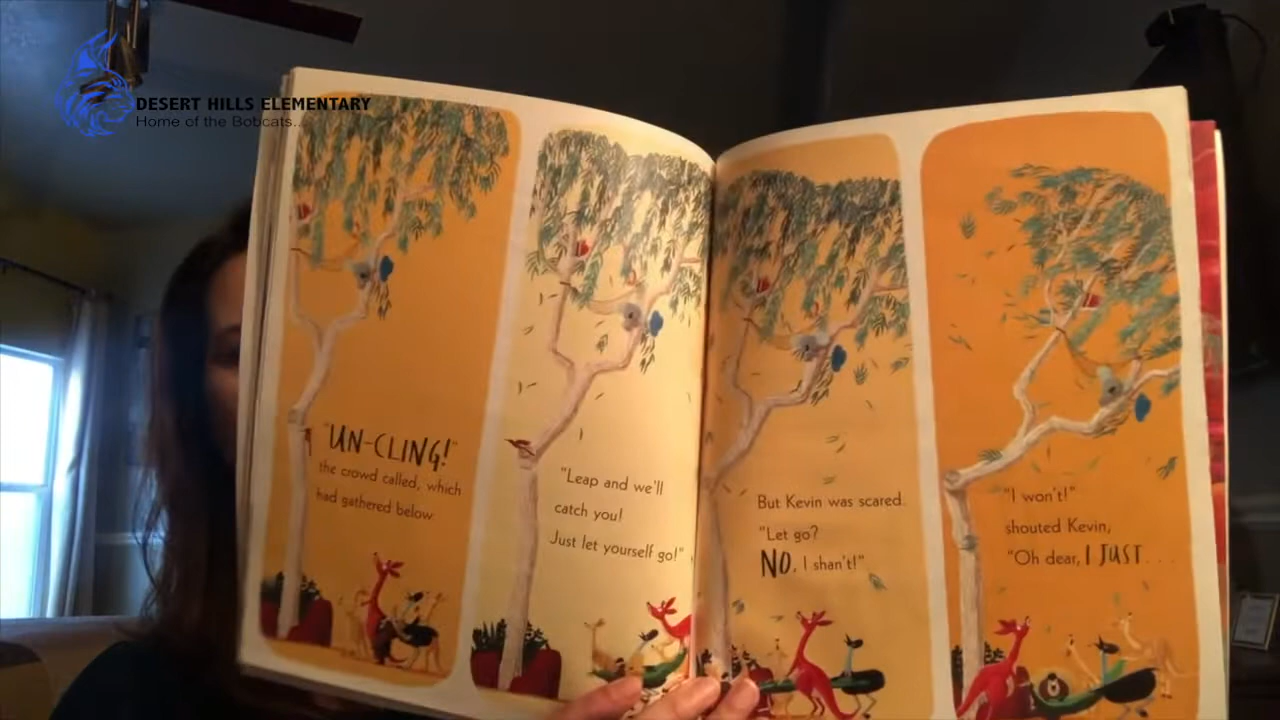 DESERT HILLS ELEMENTARY
Home of the Bobcats...
"UN-CLING!"
the crowd called, which
had gathered below
"Leap and we'll
catch you!
Just let yourself go!"
But Kevin was scared.
"Let go?
NO, I shan't!"
"I won't!"
shouted Kevin,
"Oh dear, I JUST . . .